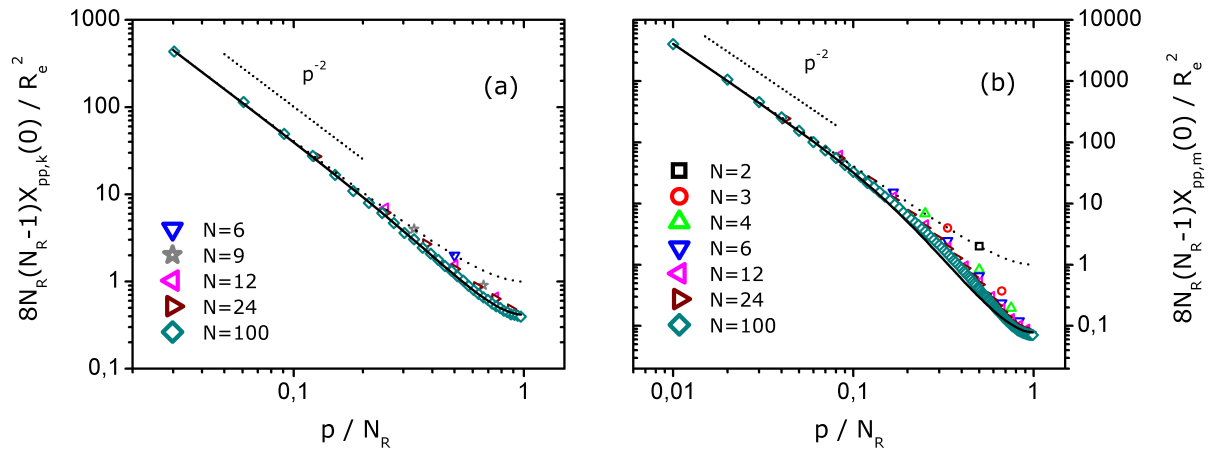 8N_R(N_R-1)X_pp,k(0) / R_e^2
1000
100
10
1
0,1
0,1
1
p / N_R
p^-2
(a)
N=6
N=9
N=12
N=24
N=100
p^-2
(b)
N=2
N=3
N=4
N=6
N=12
N=24
N=100
0,01
0,1
1
p / N_R
10000
1000
100
10
1
0,1
8N_R(N_R-1)X_pp,m(0) / R_e^2